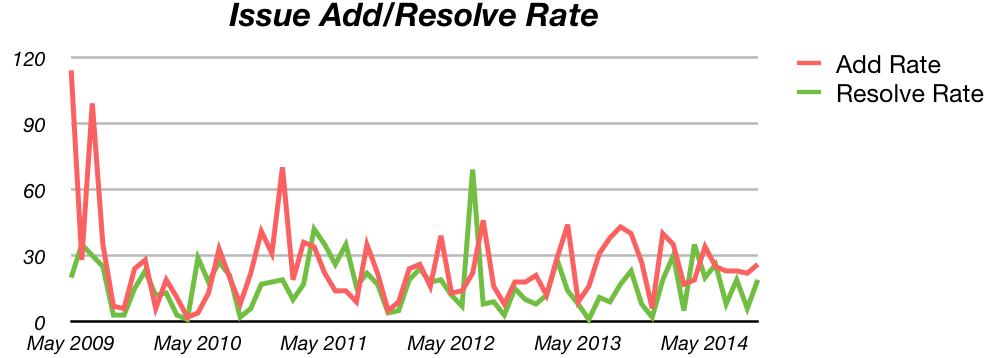 Issue Add/Resolve Rate
120
90
60
30
0
May 2009 May 2010 May 2011 May 2012 May 2013 May 2014
Add Rate
Resolve Rate